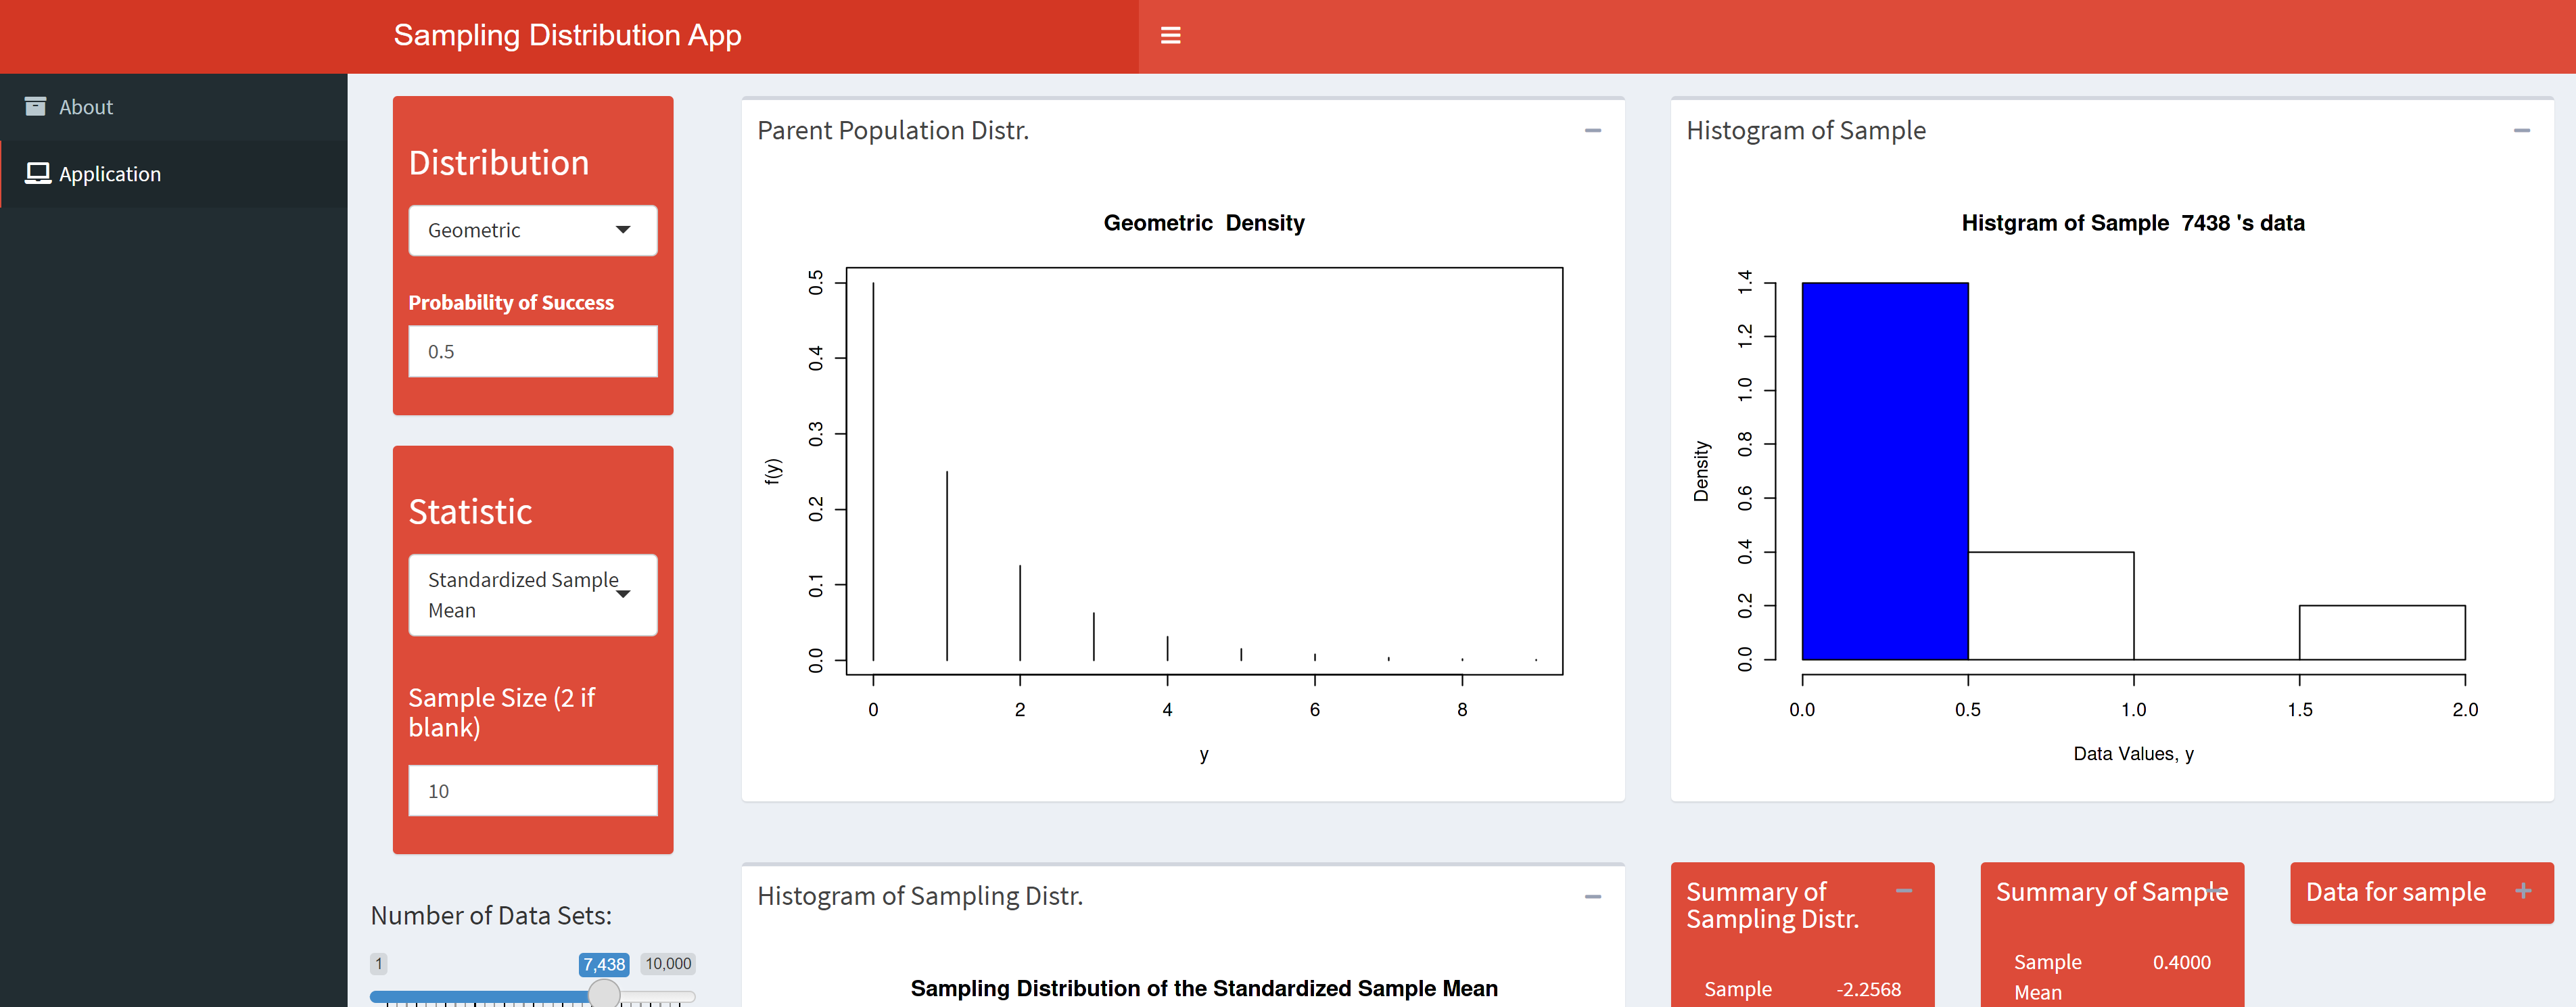 Sampling Distribution App
About
Application
Distribution
Geometric
Probability of Success
0.5
Statistic
Standardized Sample
Mean
Sample Size (2 if
blank)
10
Number of Data Sets:
1
7,438
10,000
Parent Population Distr.
Geometric Density
f(y)
0.5
0.4
0.3
0.2
0.1
0.0
0 2 4 6 8
y
Histogram of Sample
Histgram of Sample 7438 's data
Density
1.4
1.2
1.0
0.8
0.6
0.4
0.2
0.0
0.0 0.5 1.0 1.5 2.0
Data Values, y
Histogram of Sampling Distr.
Sampling Distribution of the Standardized Sample Mean
Summary of
Sampling Distr.
Sample -2.2568
Summary of Sample
Sample 0.4000
Mean
Data for sample